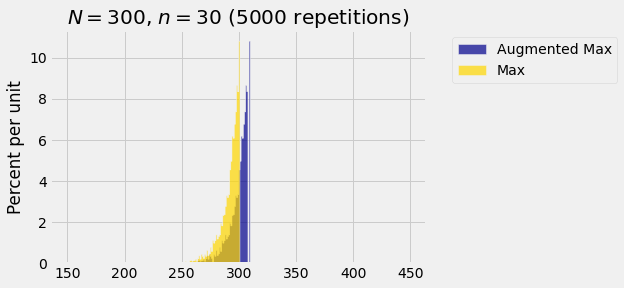 N = 300, n = 30 (5000 repetitions)
Augmented Max
Max
Percent per unit
10
8
6
4
2
0
150 200 250 300 350 400 450